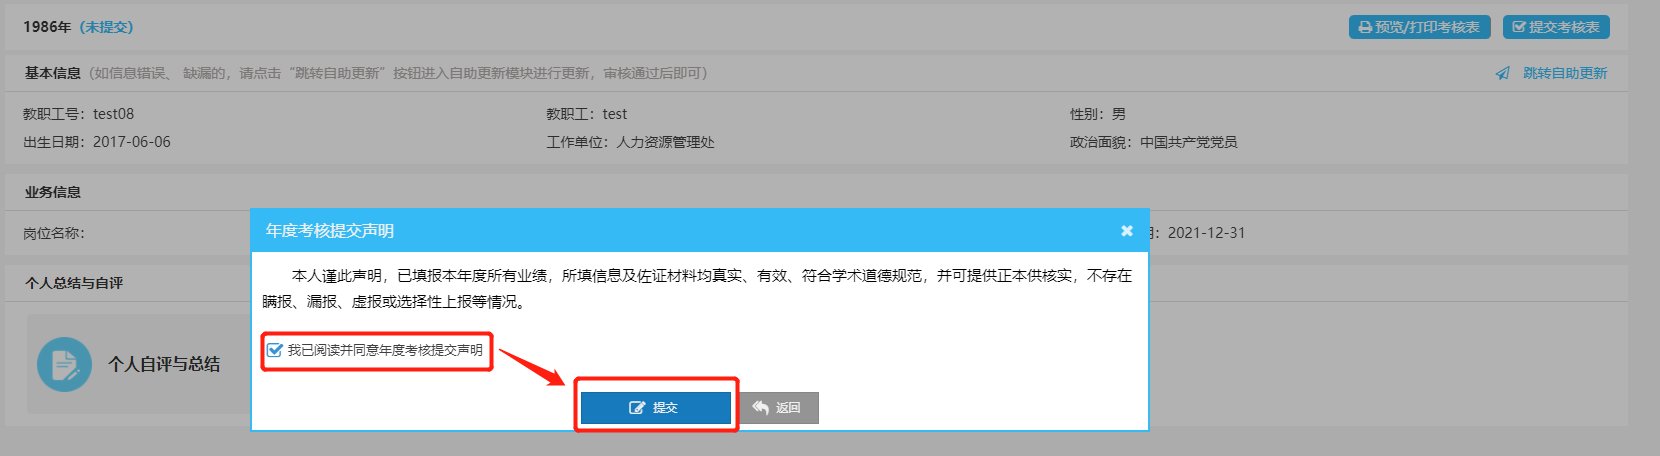 1986年（未提交）
预览/打印考核表
提交考核表
基本信息（如信息错误、缺漏的，请点击“跳转自助更新”按钮进入自助更新模块进行更新，审核通过后即可）
跳转自助更新
教职工号：test08
教职工：test
性别：男
出生日期：2017-06-06
工作单位：人力资源管理处
政治面貌：中国共产党党员
业务信息
岗位名称：
2021-12-31
个人总结与自评
个人自评与总结
年度考核提交声明
本人谨此声明，已填报本年度所有业绩，所填信息及佐证材料均真实、有效、符合学术道德规范，并可提供正本供核实，不存在
瞒报、漏报、虚报或选择性上报等情况。
我已阅读并同意年度考核提交声明
提交
返回